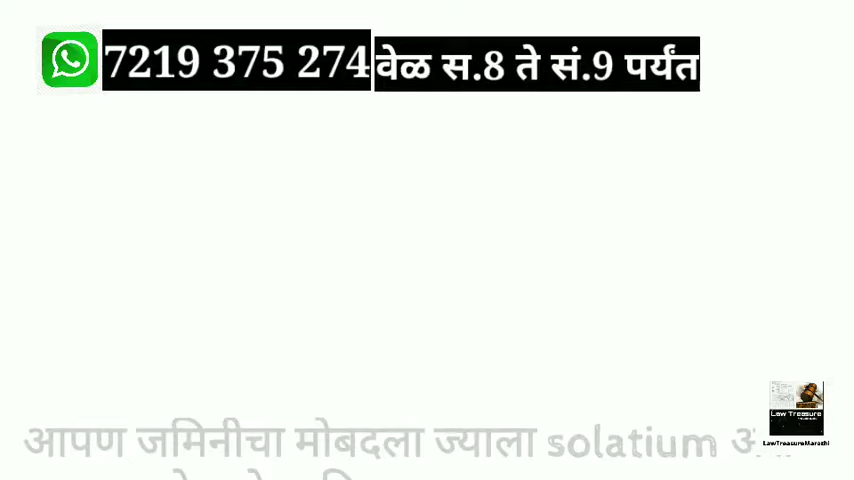 7219 375 274 वेळ स.8 ते सं.9 पर्यंत
Law Treasure
LawTreasureMarathi
आपण जमिनीचा मोबदला ज्याला solatium